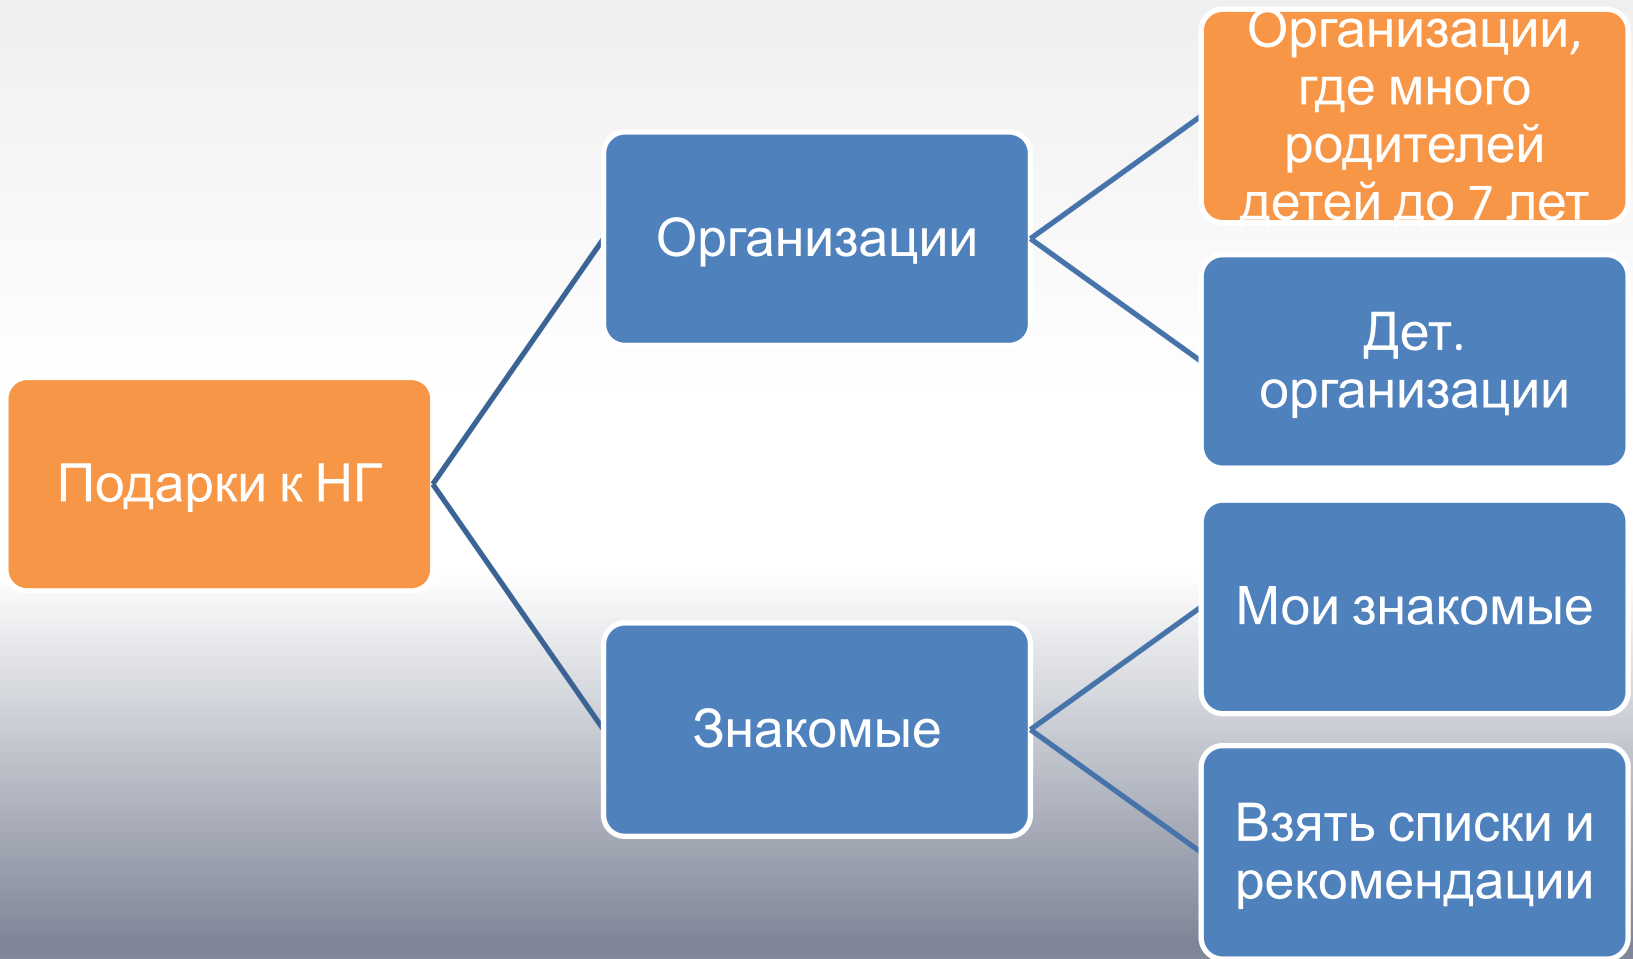 Подарки к НГ
Организации
Знакомые
Организации,
где много
родителей
детей до 7 лет
Дет.
организации
Мои знакомые
Взять списки и
рекомендации